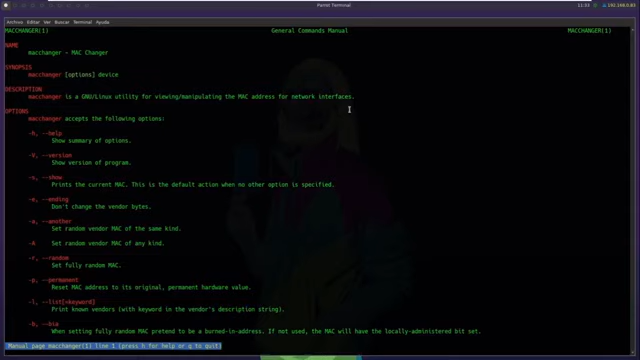 Parrot Terminal
11:33
192.168.0.83
Archivo Editar Ver Buscar Terminal Ayuda
MACCHANGER(1) General Commands Manual MACCHANGER(1)
NAME
macchanger - MAC Changer
SYNOPSIS
macchanger [options] device
DESCRIPTION
macchanger is a GNU/Linux utility for viewing/manipulating the MAC address for network interfaces.
OPTIONS
macchanger accepts the following options:
-h, --help
Show summary of options.
-V, --version
Show version of program.
-s, --show
Prints the current MAC. This is the default action when no other option is specified.
-e, --ending
Don't change the vendor bytes.
-a, --another
Set random vendor MAC of the same kind.
-A Set random vendor MAC of any kind.
-r, --random
Set fully random MAC.
-p, --permanent
Reset MAC address to its original, permanent hardware value.
-l, --list[=keyword]
Print known vendors (with keyword in the vendor's description string).
-b, --bia
When setting fully random MAC pretend to be a burned-in-address. If not used, the MAC will have the locally-administered bit set.
Manual page macchanger(1) line 1 (press h for help or q to quit)